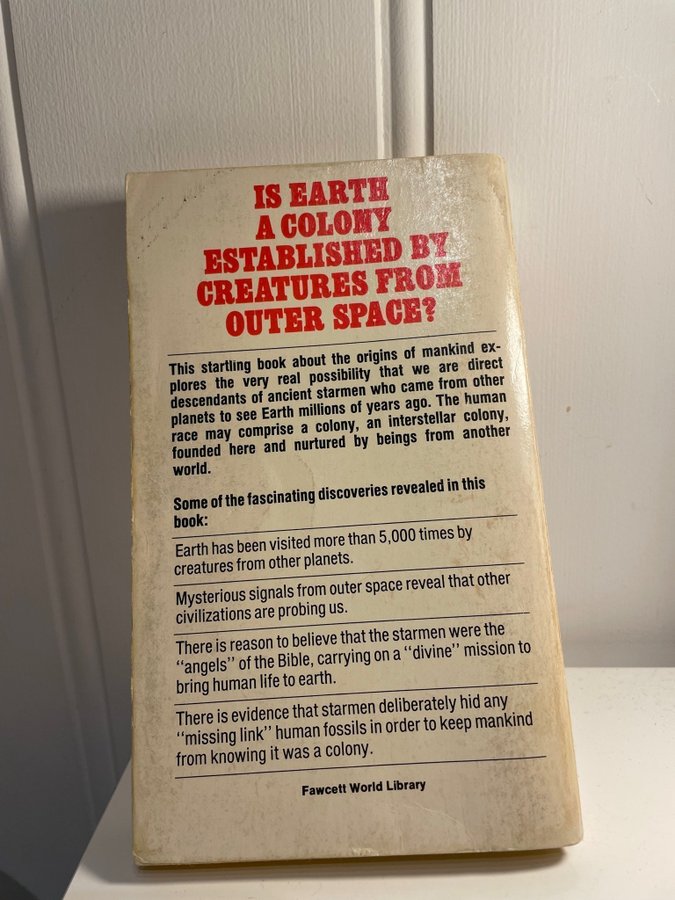 IS EARTH
A COLONY
ESTABLISHED BY
CREATURES FROM
OUTER SPACE?
This startling book about the origins of mankind ex-
plores the very real possibility that we are direct
descendants of ancient starmen who came from other
planets to see Earth millions of years ago. The human
race may comprise a colony, an interstellar colony,
founded here and nurtured by beings from another
world.
Some of the fascinating discoveries revealed in this
book:
Earth has been visited more than 5,000 times by
creatures from other planets.
Mysterious signals from outer space reveal that other
civilizations are probing us.
There is reason to believe that the starmen were the
"angels" of the Bible, carrying on a "divine" mission to
bring human life to earth.
There is evidence that starmen deliberately hid any
"missing link" human fossils in order to keep mankind
from knowing it was a colony.
Fawcett World Library